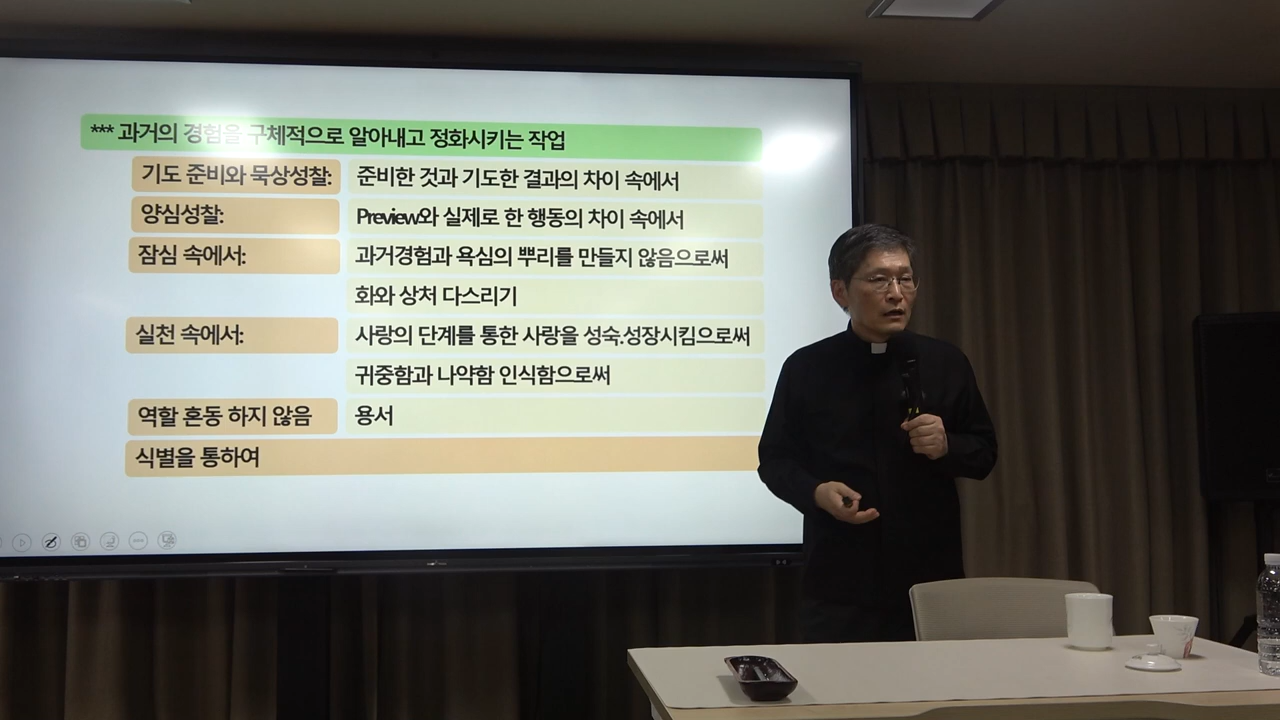 *** 과거의 경험을 구체적으로 알아내고 정화시키는 작업
기도 준비와 묵상성찰: 준비한 것과 기도한 결과의 차이 속에서
양심성찰: Preview와 실제로 한 행동의 차이 속에서
잠심 속에서: 과거경험과 욕심의 뿌리를 만들지 않음으로써
화와 상처 다스리기
실천 속에서: 사랑의 단계를 통한 사랑을 성숙.성장시킴으로써
귀중함과 나약함 인식함으로써
역할 혼동 하지 않음 용서
식별을 통하여